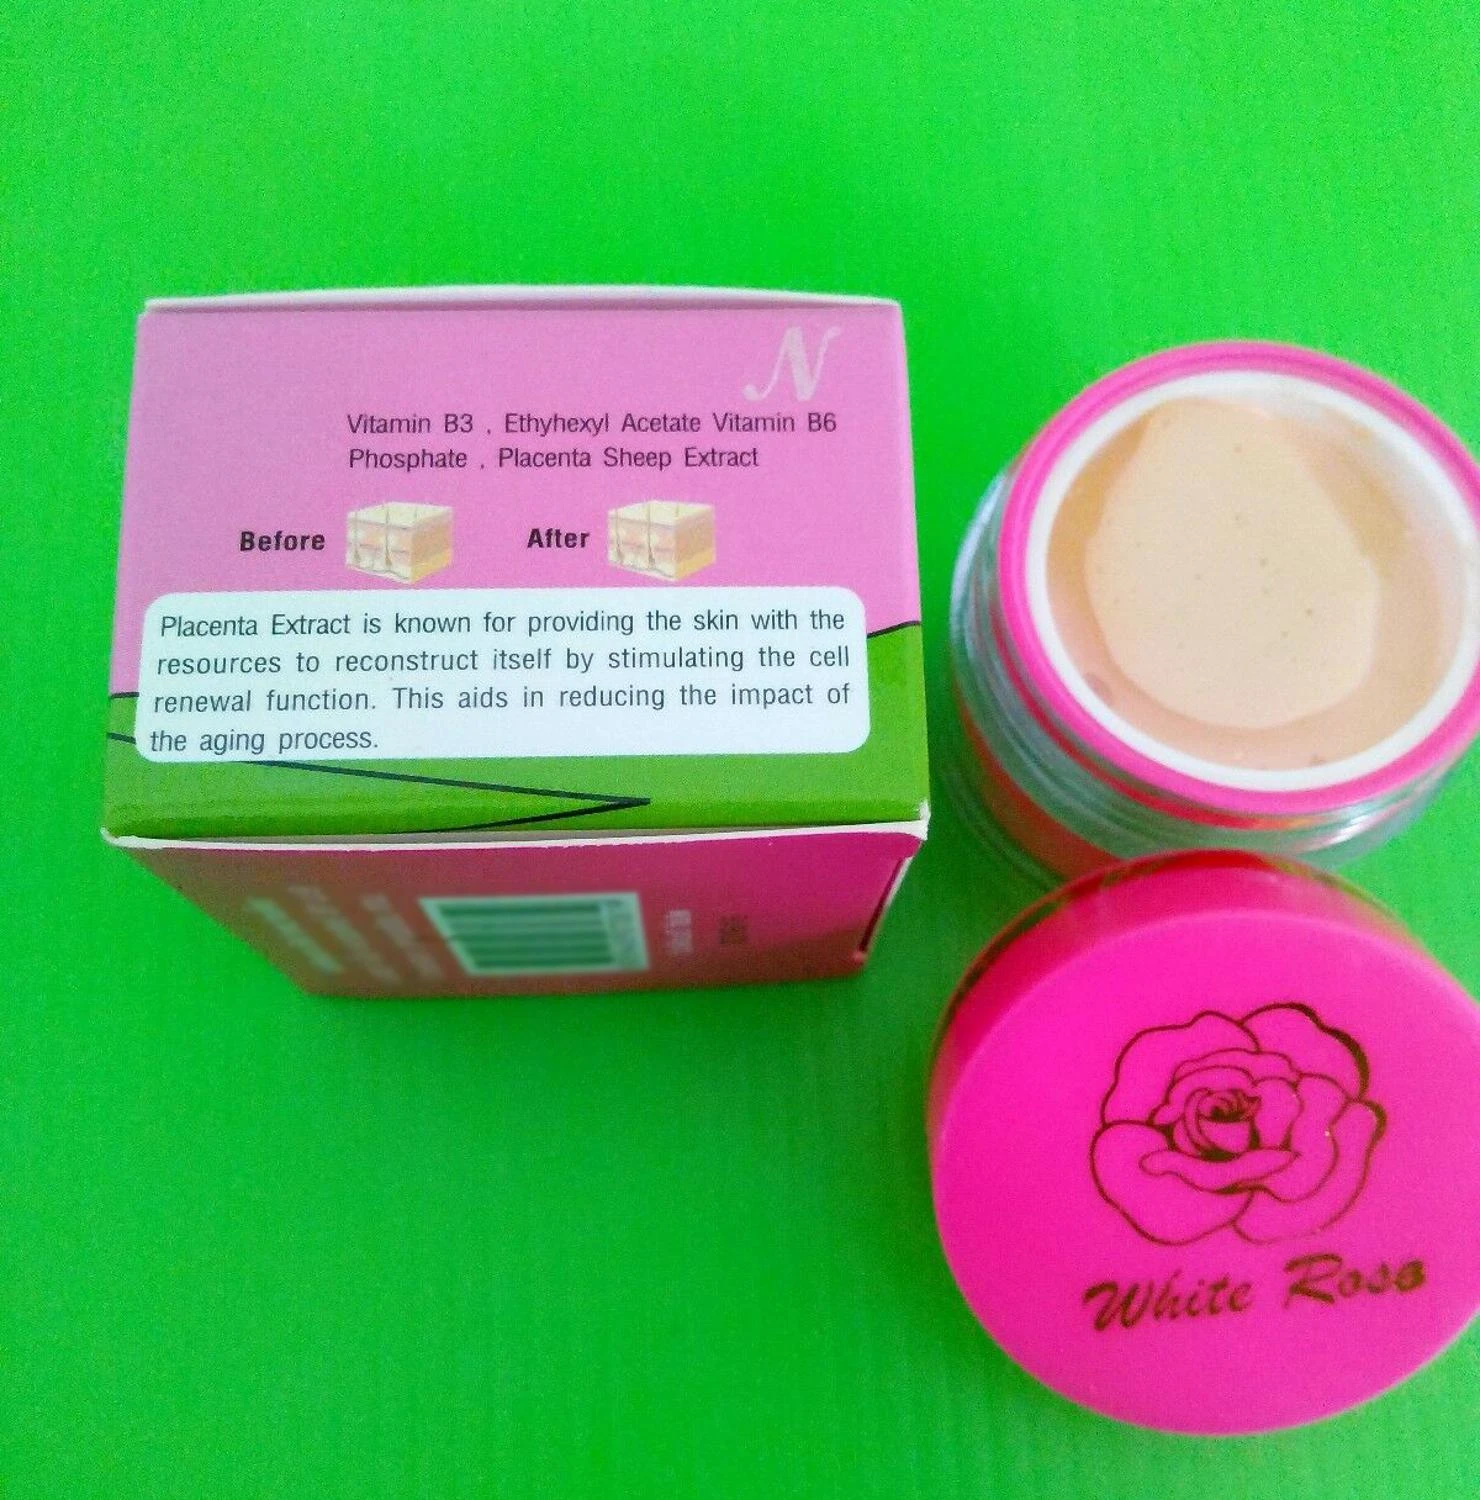 N
Vitamin B3 , Ethyhexyl Acetate Vitamin B6
Phosphate , Placenta Sheep Extract
Before
After
Placenta Extract is known for providing the skin with the
resources to reconstruct itself by stimulating the cell
renewal function. This aids in reducing the impact of
the aging process.
White Rose